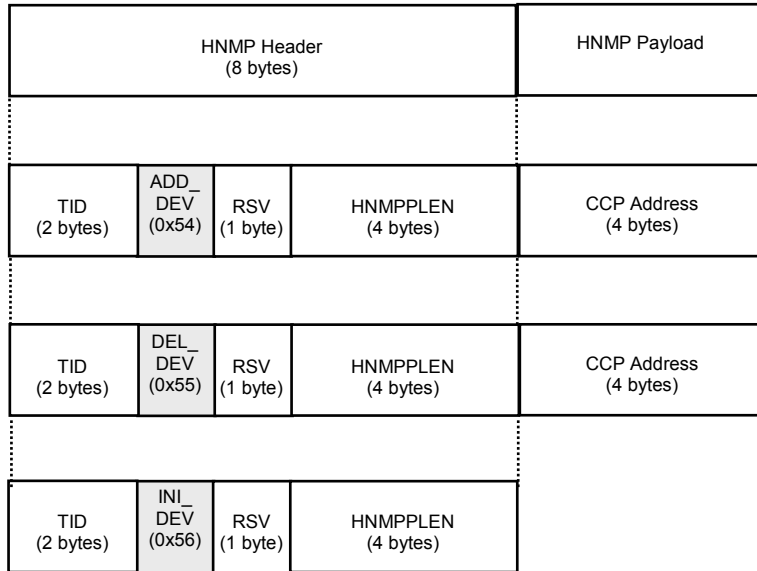 HNMP Header
(8 bytes)
HNMP Payload
TID
(2 bytes)
ADD_
DEV
(0x54)
RSV
(1 byte)
HNMPPLEN
(4 bytes)
CCP Address
(4 bytes)
TID
(2 bytes)
DEL_
DEV
(0x55)
RSV
(1 byte)
HNMPPLEN
(4 bytes)
CCP Address
(4 bytes)
TID
(2 bytes)
INI_
DEV
(0x56)
RSV
(1 byte)
HNMPPLEN
(4 bytes)